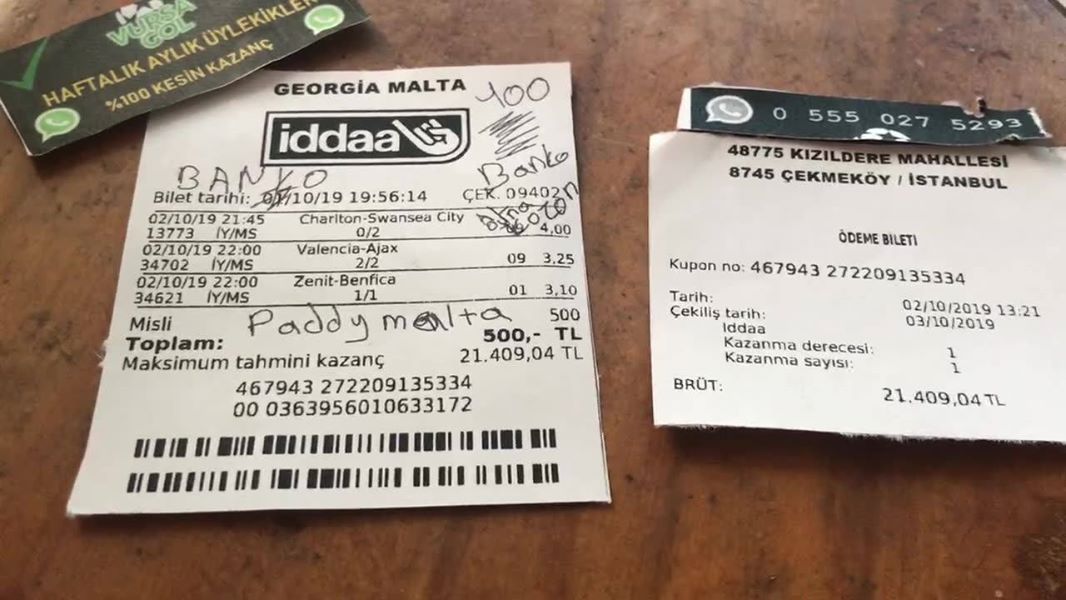 VURSA
GOL
HAFTALIK AYLIK ÜYLEKİKLER
%100 KESİN KAZANÇ
GEORGİA MALTA
100
iddaa
BANKO
Banko
Bilet tarihi: 01/10/19 19:56:14 ÇEK. 09402
02/10/19 21:45 Charlton-Swansea City
13773 İY/MS 0/2 4,00
02/10/19 22:00 Valencia-Ajax
34702 İY/MS 2/2 09 3,25
02/10/19 22:00 Zenit-Benfica
34621 İY/MS 1/1 01 3,10
Misli 500
Paddy malta
Toplam: 500,- TL
Maksimum tahmini kazanç 21.409,04 TL
467943 272209135334
00 0363956010633172
0 555 027 5293
48775 KIZILDERE MAHALLESİ
8745 ÇEKMEKÖY / İSTANBUL
ÖDEME BİLETİ
Kupon no: 467943 272209135334
Tarih: 02/10/2019 13:21
Çekiliş tarih: 03/10/2019
Iddaa
Kazanma derecesi: 1
Kazanma sayısı: 1
BRÜT: 21.409,04 TL